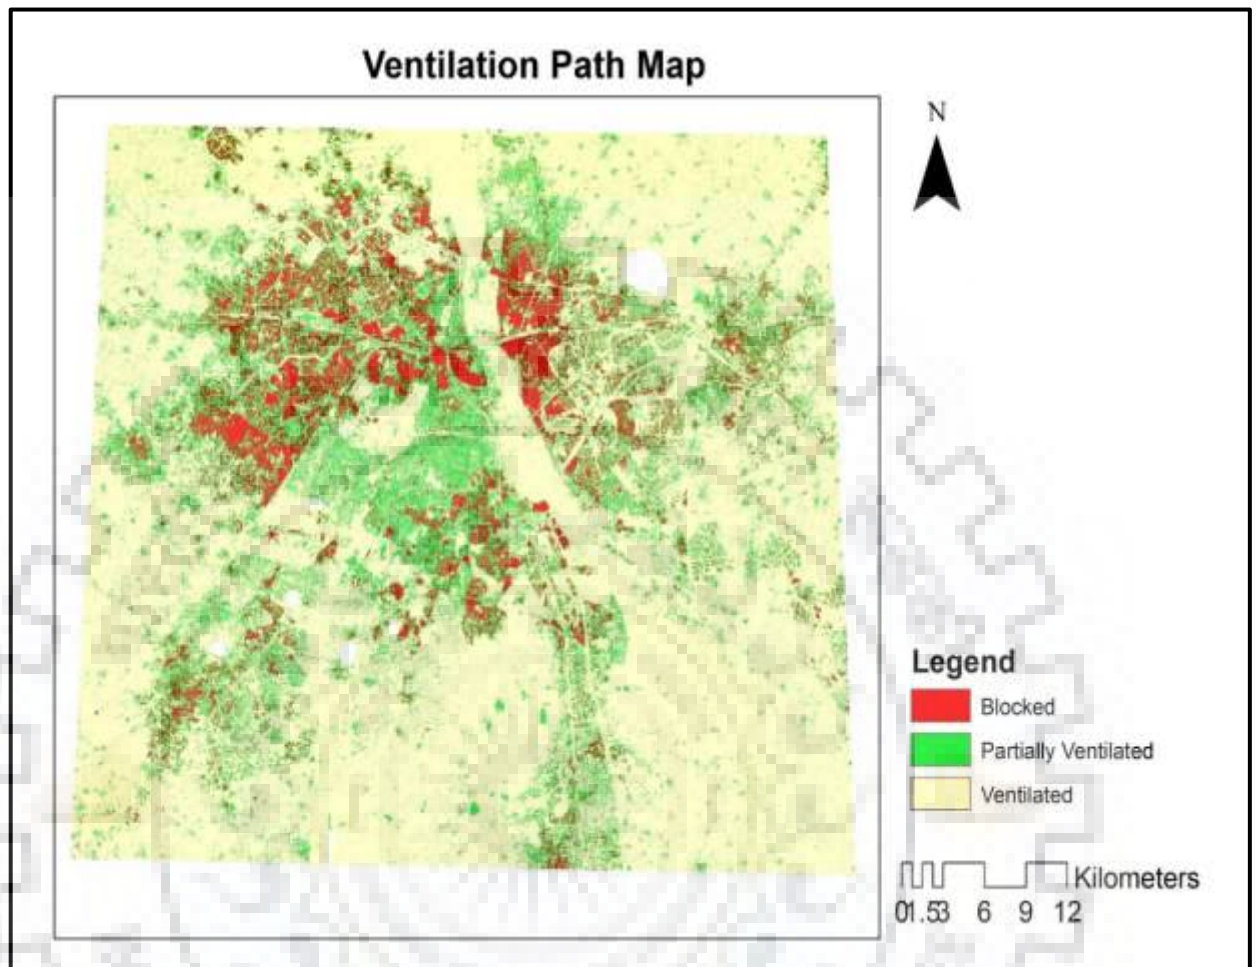 Ventilation Path Map
N
Legend
Blocked
Partially Ventilated
Ventilated
Kilometers
01.53 6 9 12